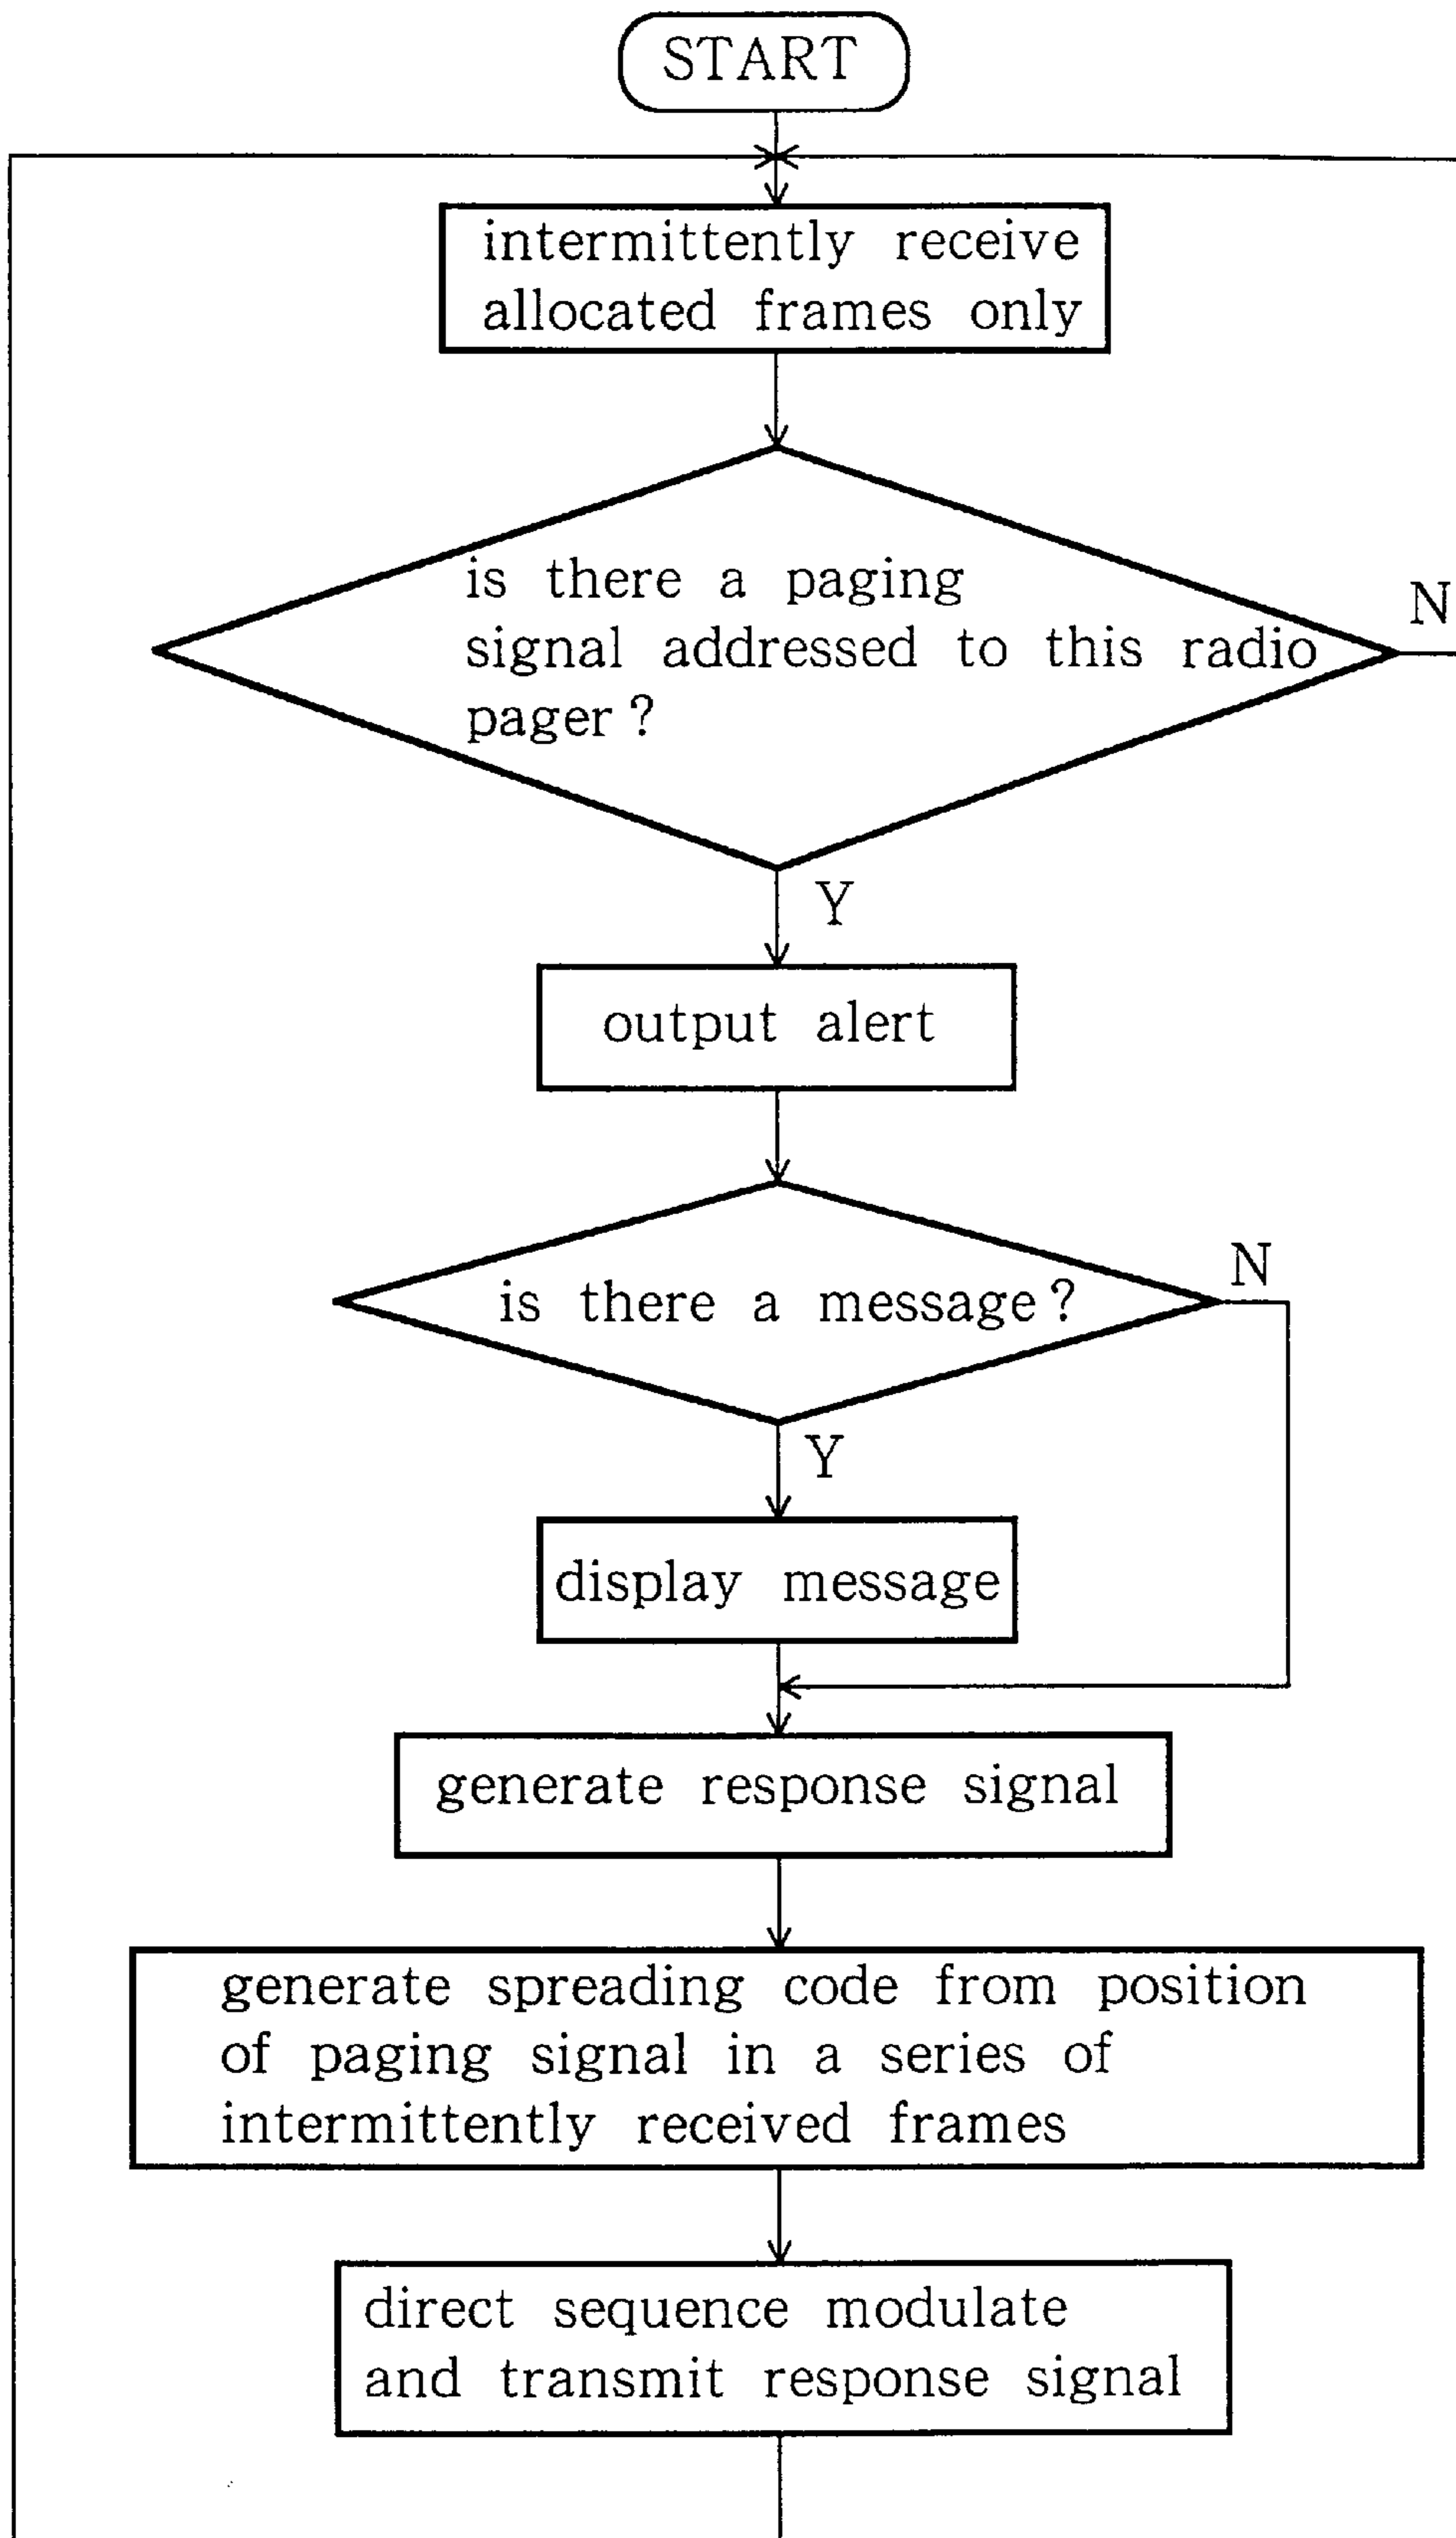 START
intermittently receive
allocated frames only
is there a paging
signal addressed to this radio
pager?
N
Y
output alert
is there a message?
N
Y
display message
generate response signal
generate spreading code from position
of paging signal in a series of
intermittently received frames
direct sequence modulate
and transmit response signal